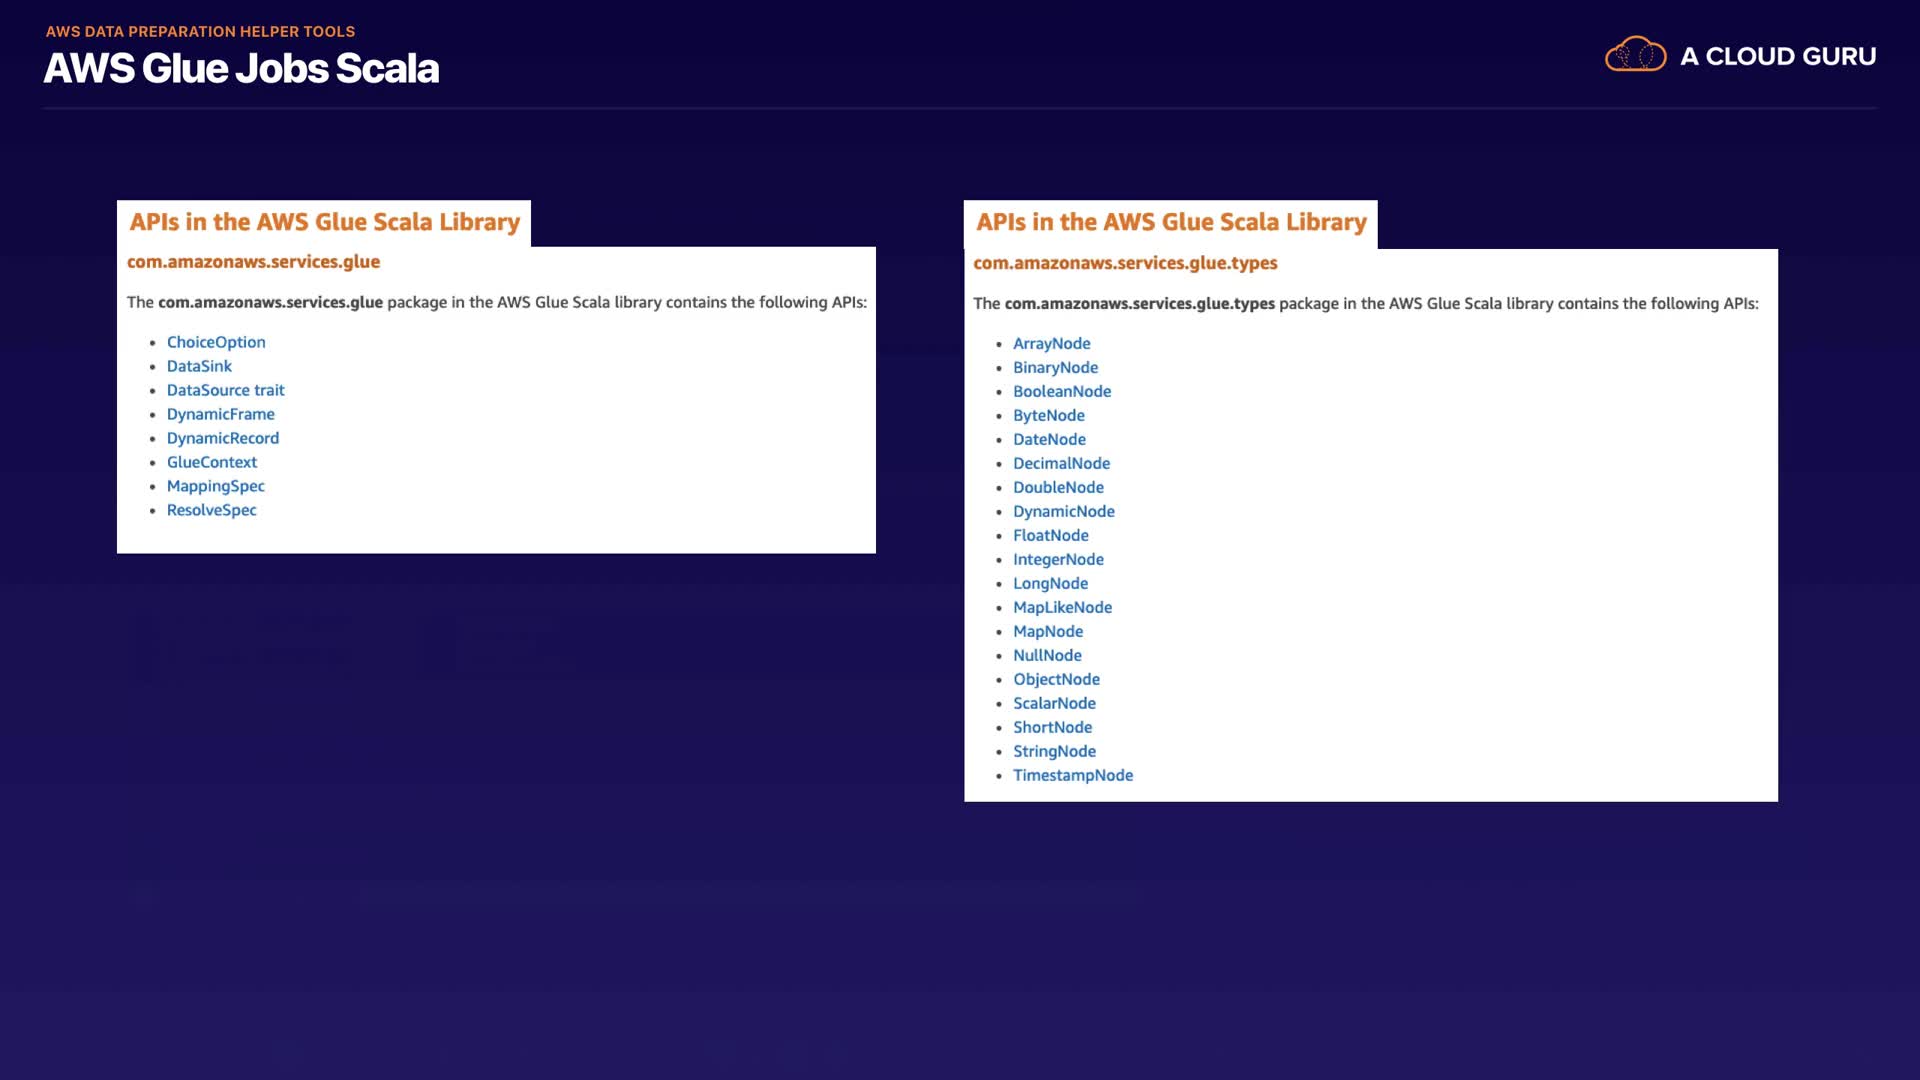 AWS DATA PREPARATION HELPER TOOLS
AWS Glue Jobs Scala
A CLOUD GURU
APIs in the AWS Glue Scala Library
com.amazonaws.services.glue
The com.amazonaws.services.glue package in the AWS Glue Scala library contains the following APIs:
• ChoiceOption
• DataSink
• DataSource trait
• DynamicFrame
• DynamicRecord
• GlueContext
• MappingSpec
• ResolveSpec
APIs in the AWS Glue Scala Library
com.amazonaws.services.glue.types
The com.amazonaws.services.glue.types package in the AWS Glue Scala library contains the following APIs:
• ArrayNode
• BinaryNode
• BooleanNode
• ByteNode
• DateNode
• DecimalNode
• DoubleNode
• DynamicNode
• FloatNode
• IntegerNode
• LongNode
• MapLikeNode
• MapNode
• NullNode
• ObjectNode
• ScalarNode
• ShortNode
• StringNode
• TimestampNode